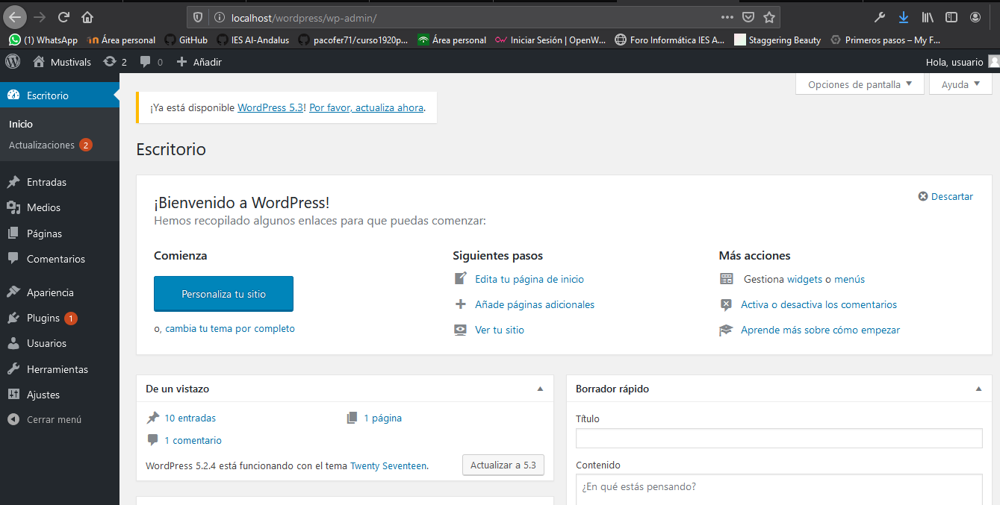 localhost/wordpress/wp-admin/
(1) WhatsApp Área personal GitHub IES Al-Andalus pacofer71/curso1920p... Área personal Iniciar Sesión | OpenW... Foro Informática IES A... Staggering Beauty Primeros pasos – My F...
Mustivals 2 0 Añadir Hola, usuario
Escritorio
Inicio
Actualizaciones 2
Entradas
Medios
Páginas
Comentarios
Apariencia
Plugins 1
Usuarios
Herramientas
Ajustes
Cerrar menú
Opciones de pantalla Ayuda
¡Ya está disponible WordPress 5.3! Por favor, actualiza ahora.
Escritorio
¡Bienvenido a WordPress!
Descartar
Hemos recopilado algunos enlaces para que puedas comenzar:
Comienza
Personaliza tu sitio
o, cambia tu tema por completo
Siguientes pasos
Edita tu página de inicio
Añade páginas adicionales
Ver tu sitio
Más acciones
Gestiona widgets o menús
Activa o desactiva los comentarios
Aprende más sobre cómo empezar
De un vistazo
10 entradas 1 página
1 comentario
WordPress 5.2.4 está funcionando con el tema Twenty Seventeen. Actualizar a 5.3
Borrador rápido
Título
Contenido
¿En qué estás pensando?